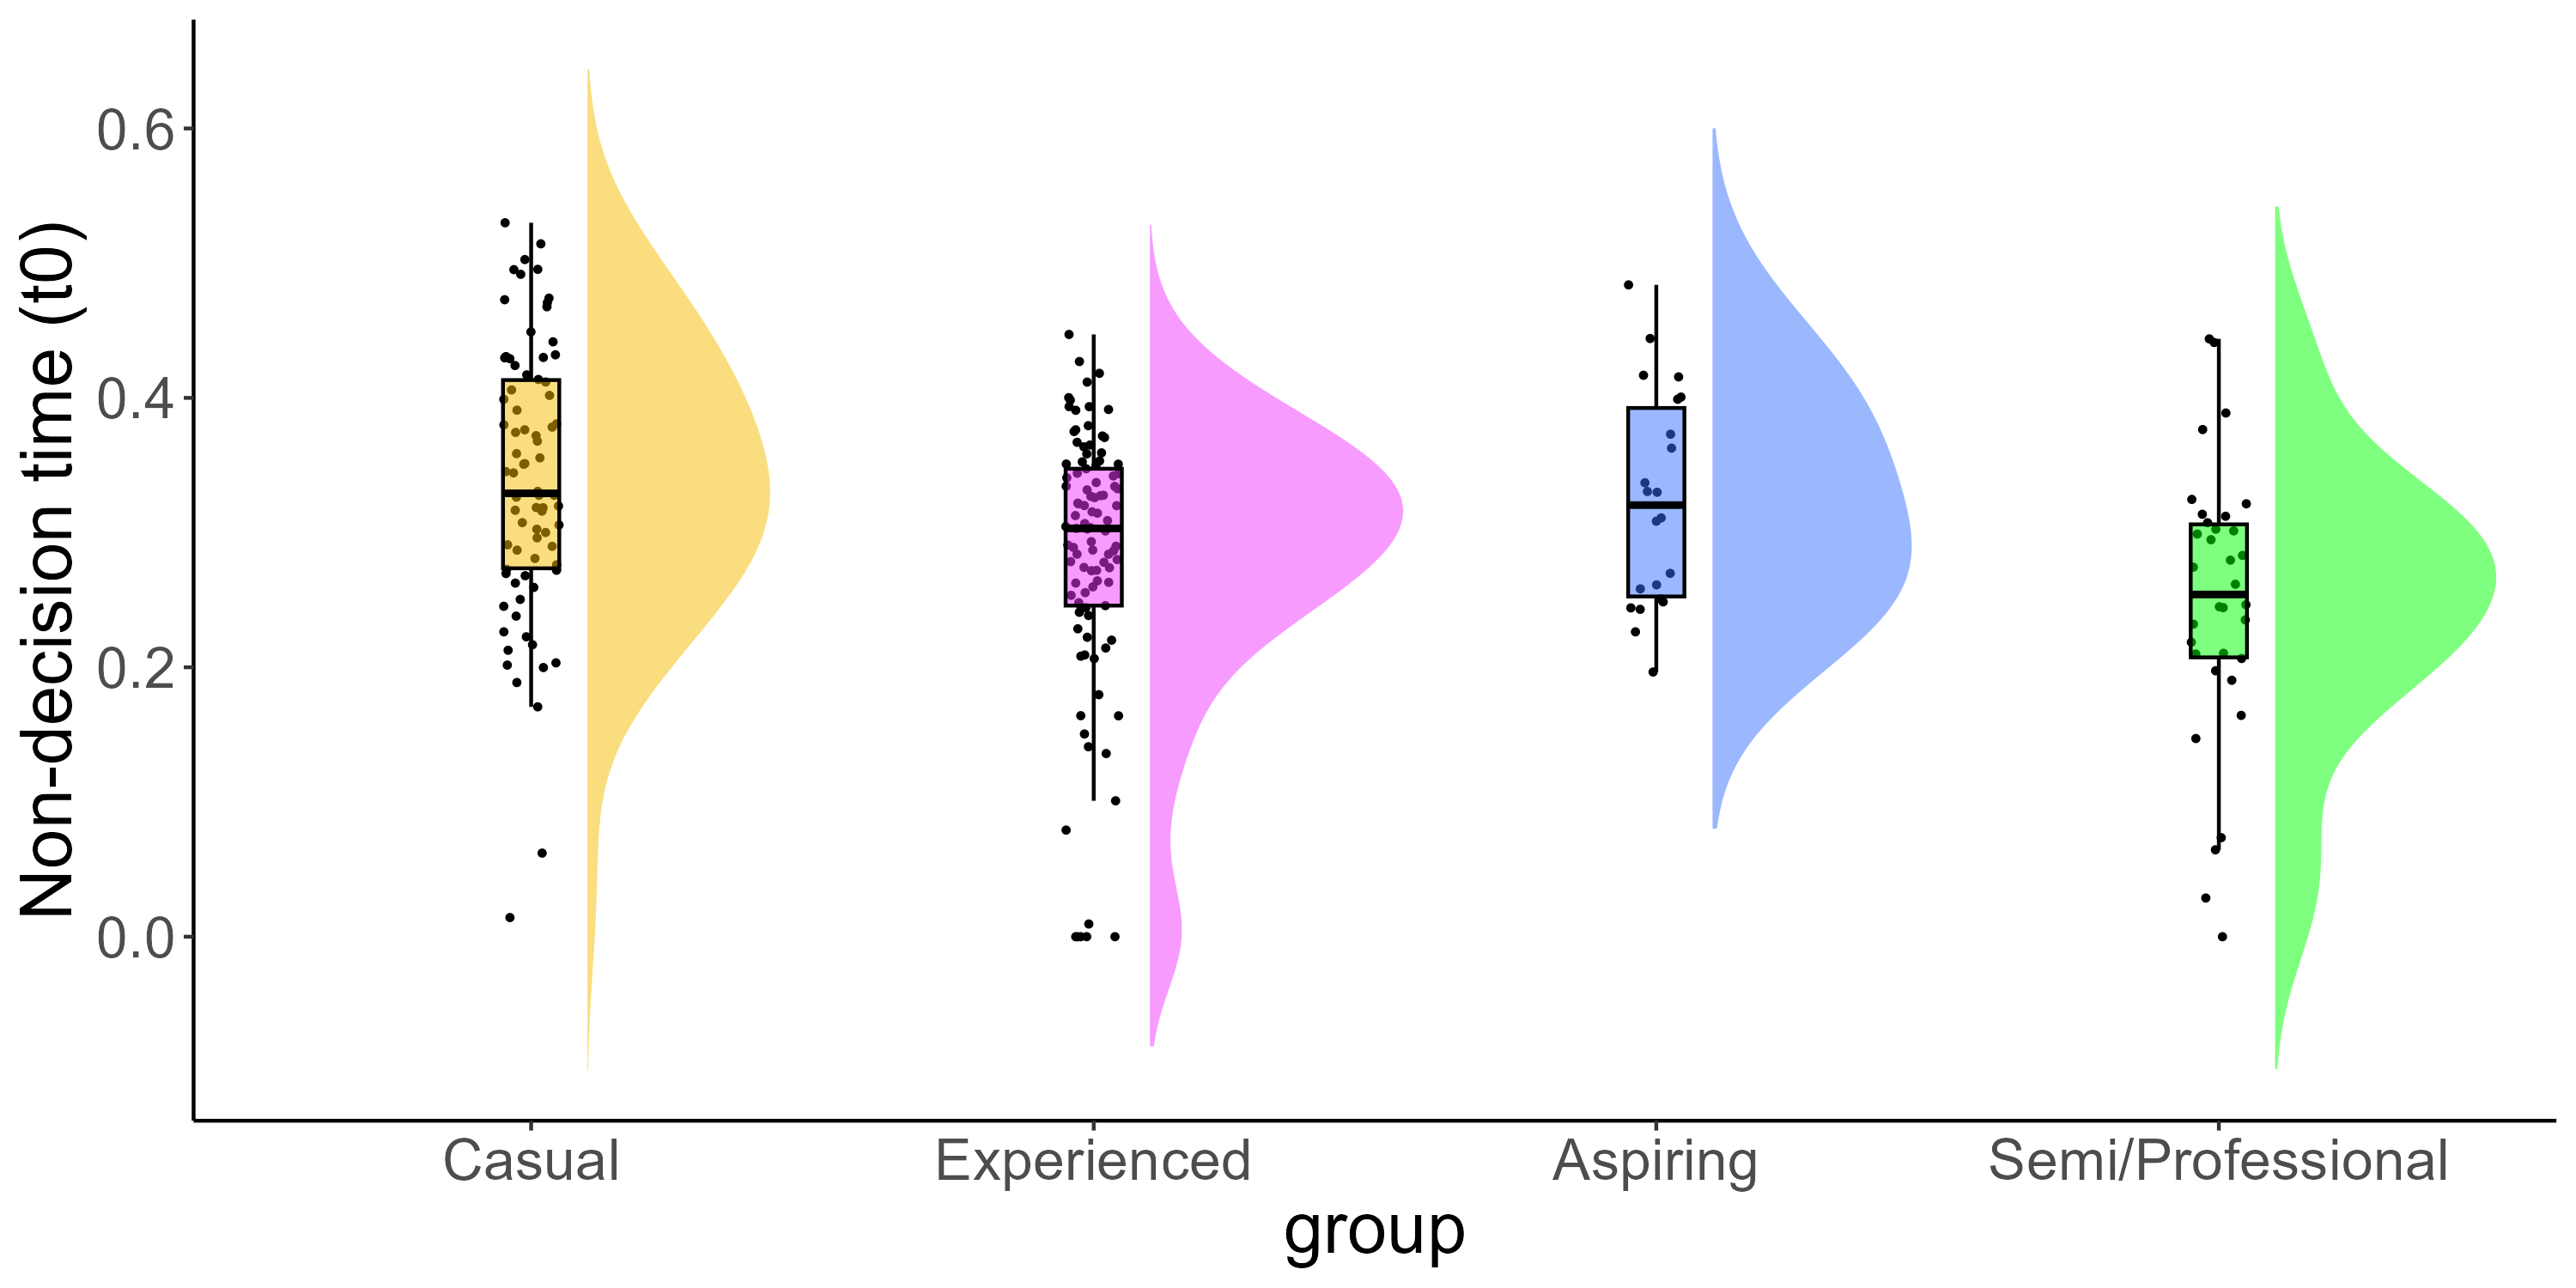 Non-decision time (t0)
0.6
0.4
0.2
0.0
Casual Experienced Aspiring Semi/Professional
group